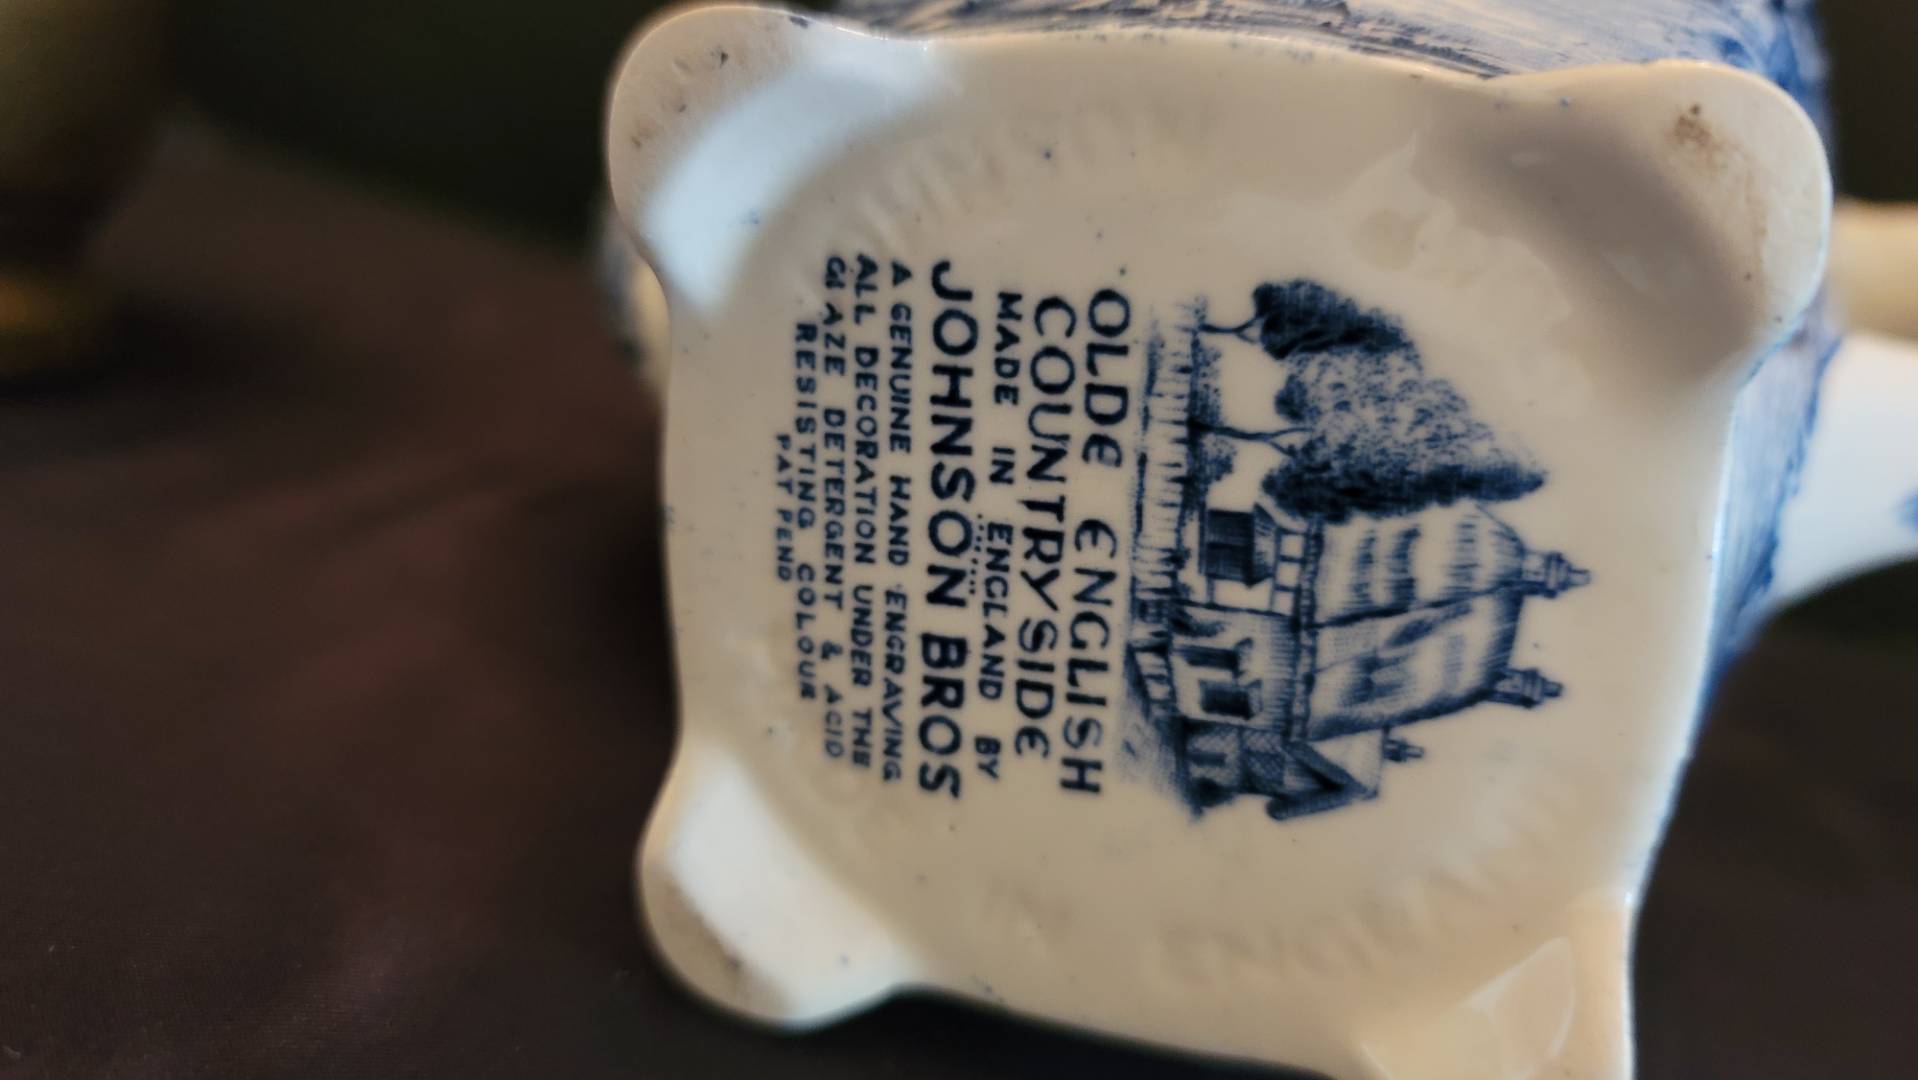 OLDE ENGLISH
COUNTRYSIDE
MADE IN ENGLAND BY
JOHNSON BROS
A GENUINE HAND ENGRAVING
ALL DECORATION UNDER THE
GLAZE DETERGENT & ACID
RESISTING COLOUR
PAT PEND